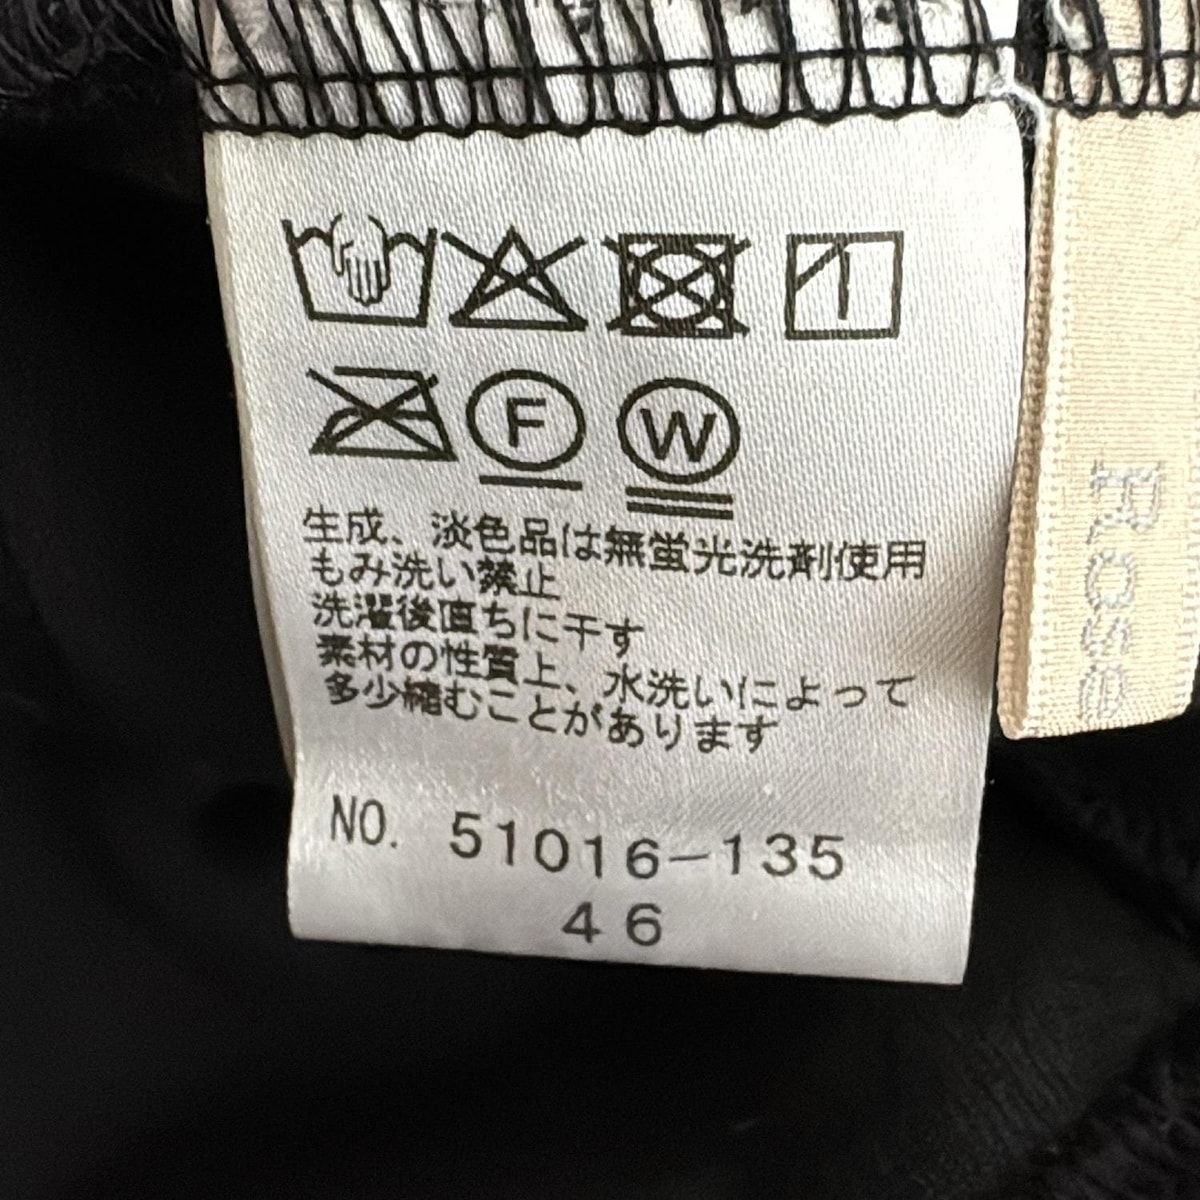 F
W
生成、淡色品は無蛍光洗剤使用
もみ洗い禁止
洗濯後直ちに干す
素材の性質上、水洗いによって
多少縮むことがあります
NO. 51016-135
46
Rose